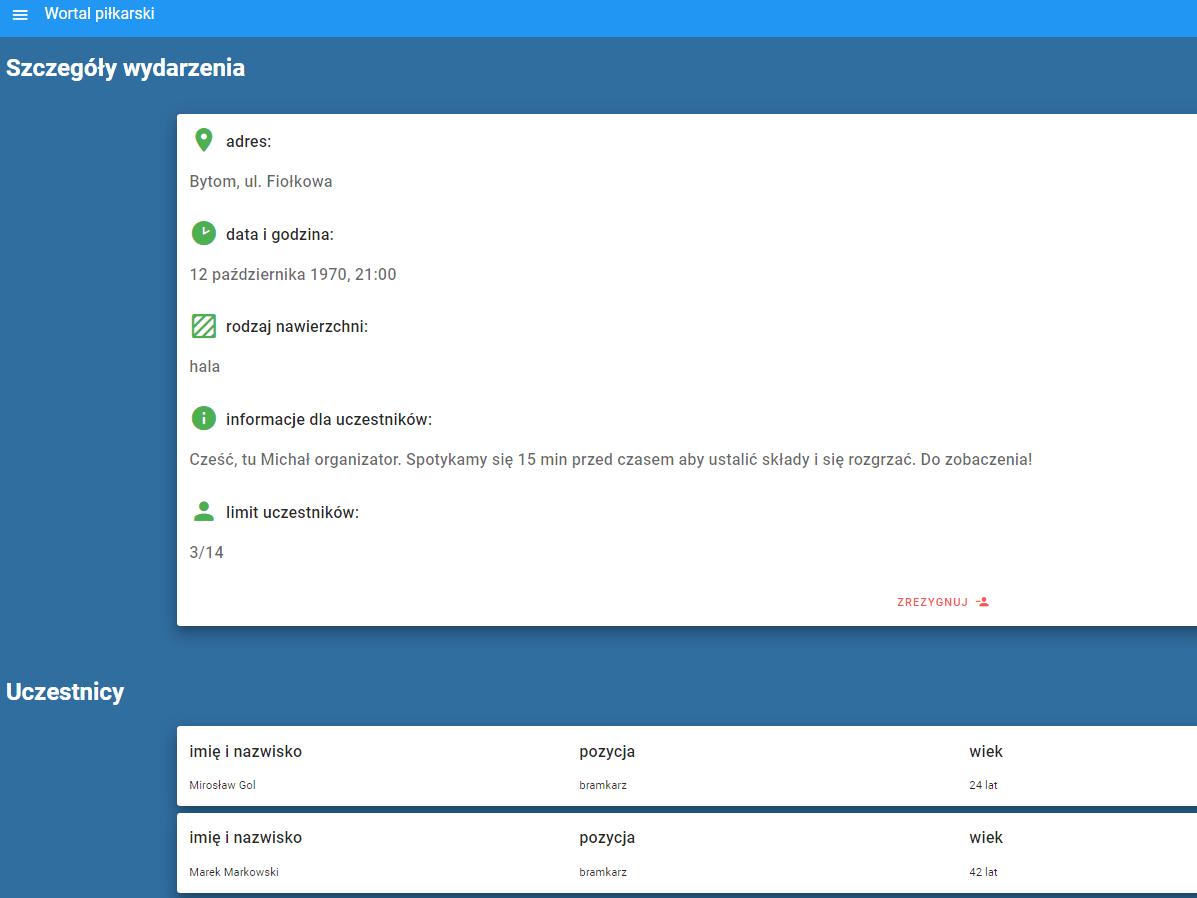 Wortal piłkarski
Szczegóły wydarzenia
adres:
Bytom, ul. Fiołkowa
data i godzina:
12 października 1970, 21:00
rodzaj nawierzchni:
hala
informacje dla uczestników:
Cześć, tu Michał organizator. Spotykamy się 15 min przed czasem aby ustalić składy i się rozgrzać. Do zobaczenia!
limit uczestników:
3/14
ZREZYGNUJ
Uczestnicy
imię i nazwisko pozycja wiek
Mirosław Gol bramkarz 24 lat
imię i nazwisko pozycja wiek
Marek Markowski bramkarz 42 lat